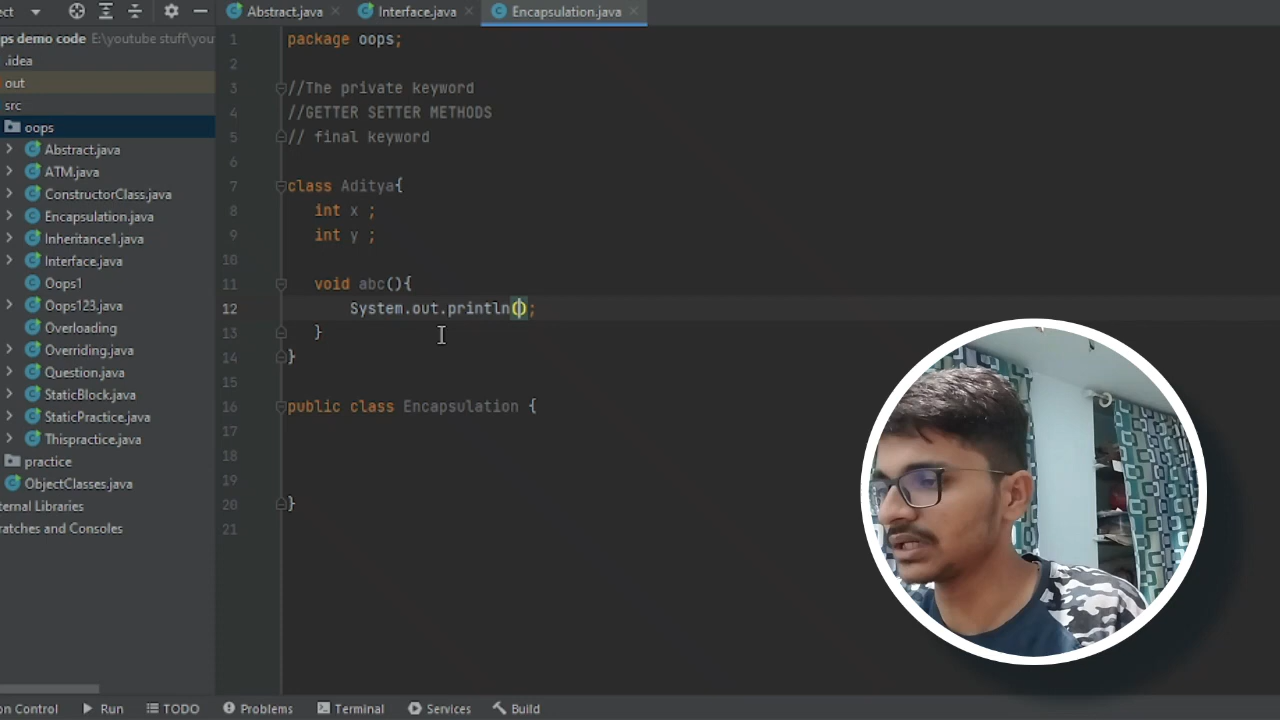 ct
Abstract.java
Interface.java
Encapsulation.java
ps demo code E:\youtube stuff\you
.idea
out
src
oops
Abstract.java
ATM.java
ConstructorClass.java
Encapsulation.java
Inheritance1.java
Interface.java
Oops1
Oops123.java
Overloading
Overriding.java
Question.java
StaticBlock.java
StaticPractice.java
Thispractice.java
practice
ObjectClasses.java
ternal Libraries
ratches and Consoles
1 package oops;
2
3 //The private keyword
4 //GETTER SETTER METHODS
5 // final keyword
6
7 class Aditya{
8 int x ;
9 int y ;
10
11 void abc(){
12 System.out.println();
13 }
14 }
15
16 public class Encapsulation {
17
18
19
20 }
21
on Control
Run
TODO
Problems
Terminal
Services
Build